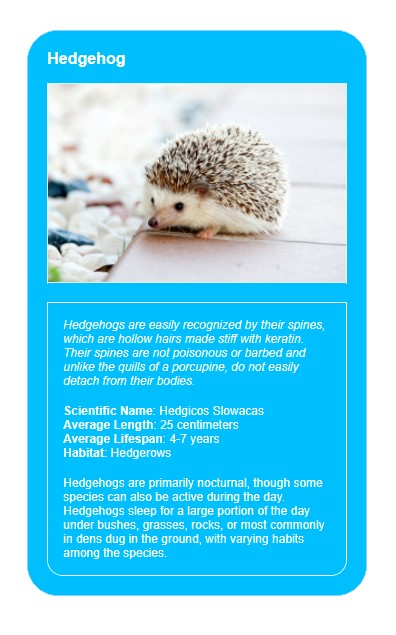 Hedgehog
Hedgehogs are easily recognized by their spines,
which are hollow hairs made stiff with keratin.
Their spines are not poisonous or barbed and
unlike the quills of a porcupine, do not easily
detach from their bodies.
Scientific Name: Hedgicos Slowacas
Average Length: 25 centimeters
Average Lifespan: 4-7 years
Habitat: Hedgerows
Hedgehogs are primarily nocturnal, though some
species can also be active during the day.
Hedgehogs sleep for a large portion of the day
under bushes, grasses, rocks, or most commonly
in dens dug in the ground, with varying habits
among the species.